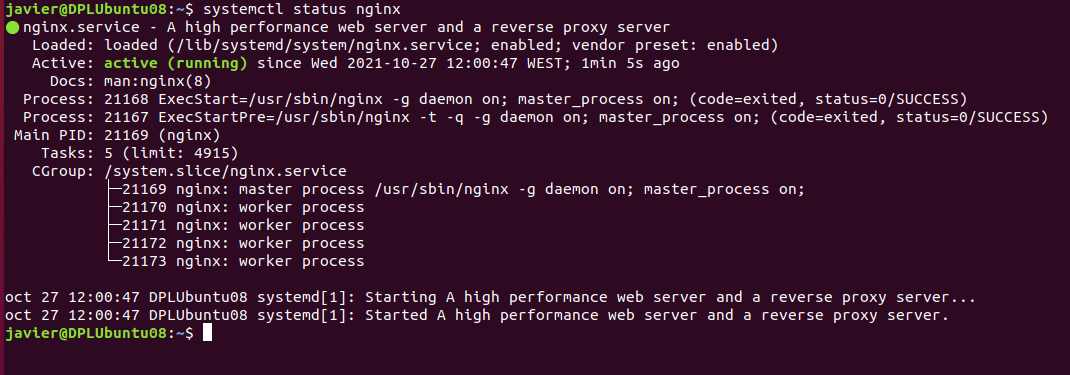 javier@DPLUbuntu08:~$ systemctl status nginx
● nginx.service - A high performance web server and a reverse proxy server
   Loaded: loaded (/lib/systemd/system/nginx.service; enabled; vendor preset: enabled)
   Active: active (running) since Wed 2021-10-27 12:00:47 WEST; 1min 5s ago
     Docs: man:nginx(8)
  Process: 21168 ExecStart=/usr/sbin/nginx -g daemon on; master_process on; (code=exited, status=0/SUCCESS)
  Process: 21167 ExecStartPre=/usr/sbin/nginx -t -q -g daemon on; master_process on; (code=exited, status=0/SUCCESS)
 Main PID: 21169 (nginx)
    Tasks: 5 (limit: 4915)
   CGroup: /system.slice/nginx.service
           ├─21169 nginx: master process /usr/sbin/nginx -g daemon on; master_process on;
           ├─21170 nginx: worker process
           ├─21171 nginx: worker process
           ├─21172 nginx: worker process
           └─21173 nginx: worker process

oct 27 12:00:47 DPLUbuntu08 systemd[1]: Starting A high performance web server and a reverse proxy server...
oct 27 12:00:47 DPLUbuntu08 systemd[1]: Started A high performance web server and a reverse proxy server.
javier@DPLUbuntu08:~$